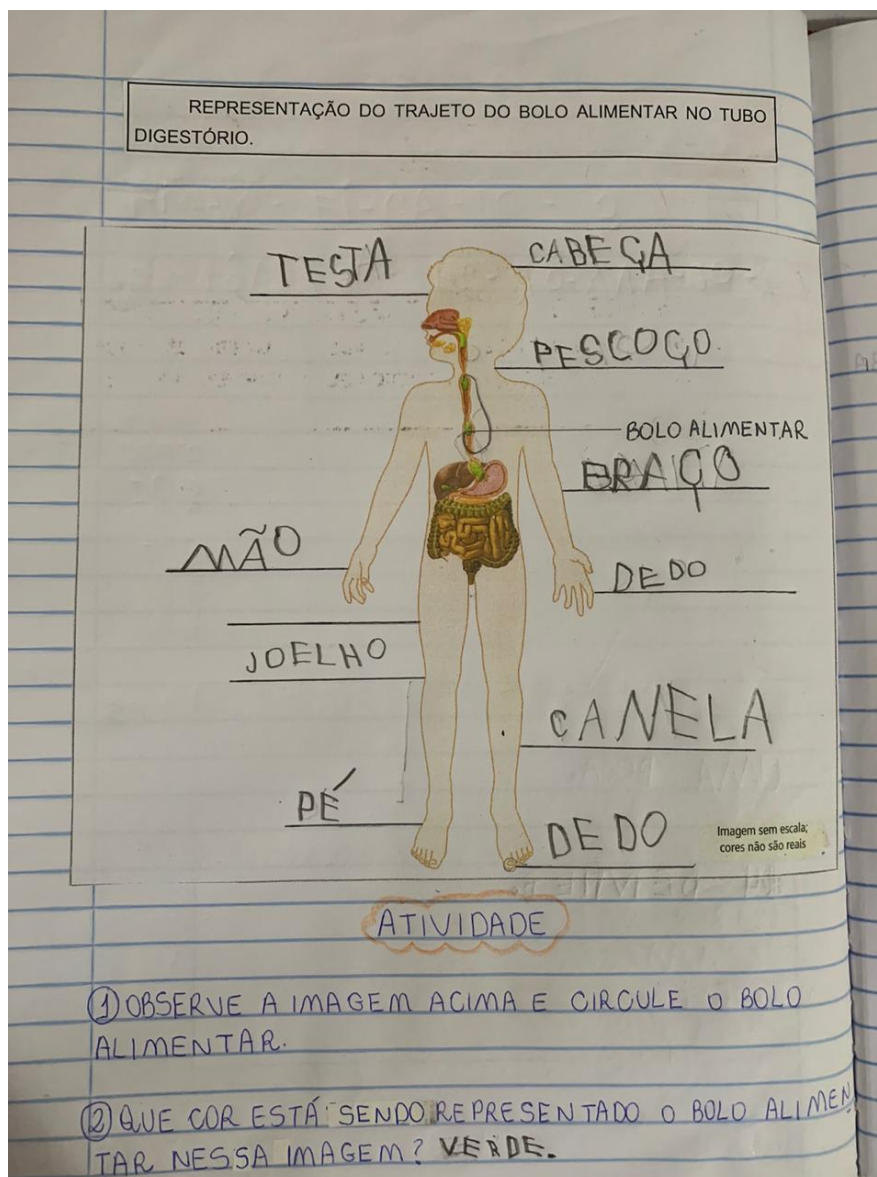 REPRESENTAÇÃO DO TRAJETO DO BOLO ALIMENTAR NO TUBO
DIGESTÓRIO.
TESTA
CABEÇA
PESCOÇO
BOLO ALIMENTAR
BRAÇO
MÃO
DEDO
JOELHO
ÇANELA
PÉ
DEDO
Imagem sem escala;
cores não são reais
ATIVIDADE
1 OBSERVE A IMAGEM ACIMA E CIRCULE O BOLO
ALIMENTAR.
2 QUE COR ESTÁ SENDO REPRESENTADO O BOLO ALIMEN
TAR NESSA IMAGEM? VERDE.